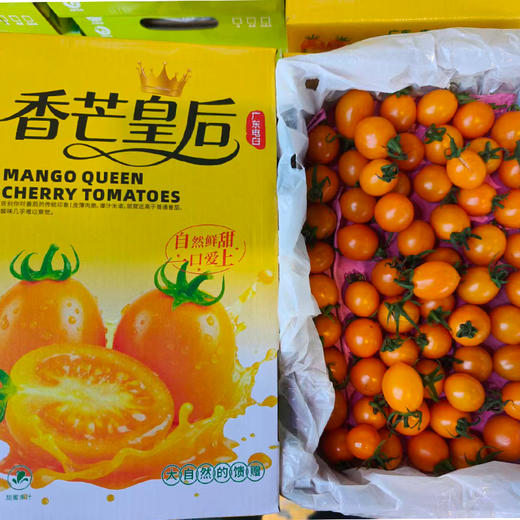 香芒皇后
广东电白
MANGO QUEEN
CHERRY TOMATOES
自然鲜甜
一口爱上
大自然的馈赠